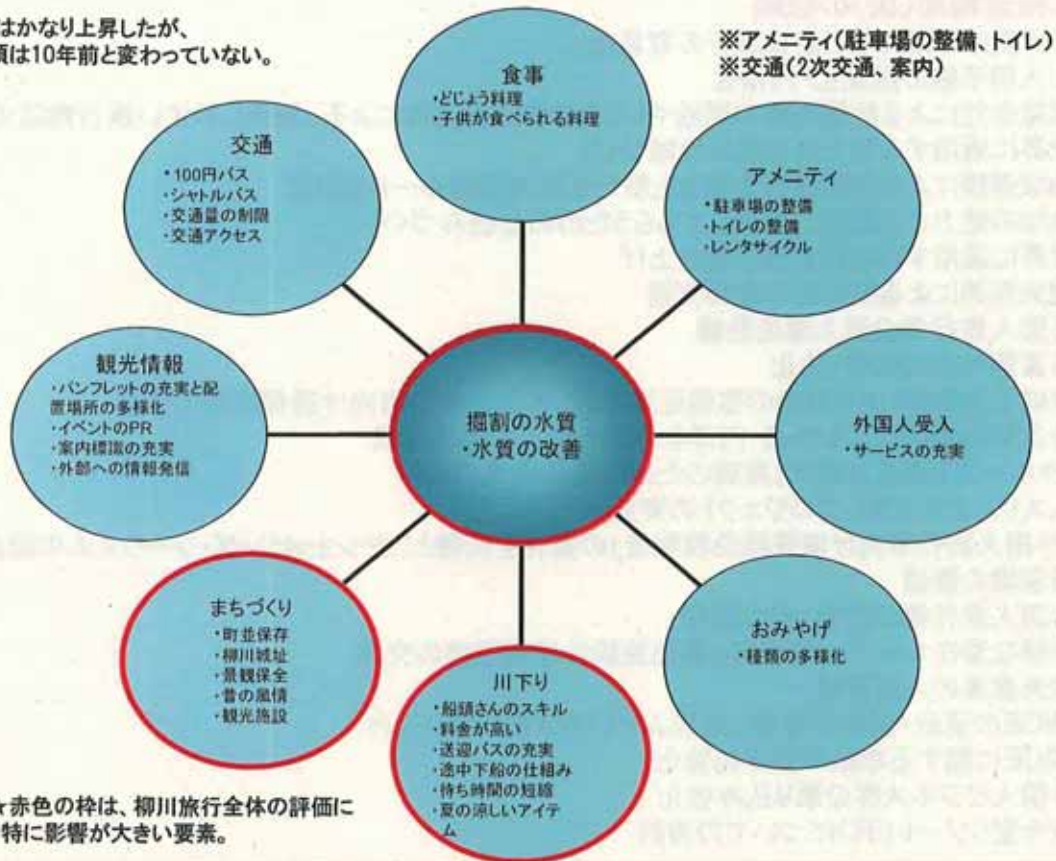 はかなり上昇したが、
は10年前と変わっていない。
※アメニティ(駐車場の整備、トイレ)
※交通(2次交通、案内)
食事
・どじょう料理
・子供が食べられる料理
交通
・100円バス
・シャトルバス
・交通量の制限
・交通アクセス
アメニティ
・駐車場の整備
・トイレの整備
・レンタサイクル
観光情報
・パンフレットの充実と配
置場所の多様化
・イベントのPR
・案内標識の充実
・外部への情報発信
掘割の水質
・水質の改善
外国人受入
・サービスの充実
まちづくり
・町並保存
・柳川城址
・景観保全
・昔の風情
・観光施設
川下り
・船頭さんのスキル
・料金が高い
・送迎バスの充実
・途中下船の仕組み
・待ち時間の短縮
・夏の涼しいアイテ
ム
おみやげ
・種類の多様化
★赤色の枠は、柳川旅行全体の評価に
特に影響が大きい要素。